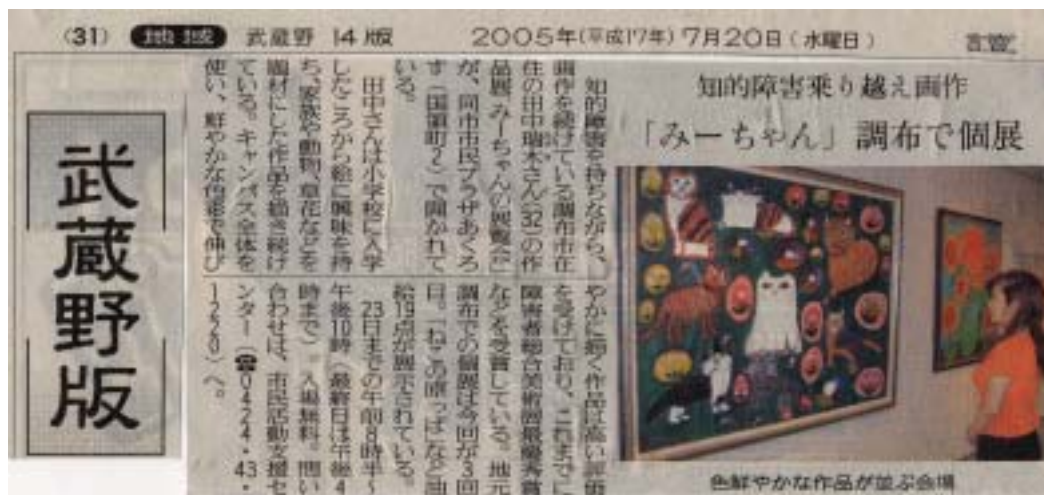 (31) 地域 武蔵野 14版 2005年(平成17年)7月20日(水曜日)
武蔵野版
知的障害乗り越え画作
「みーちゃん」調布で個展
知的障害を持ちながら、
画作を続けている調布市在
住の田中瑞木さん(32)の作
品展「みーちゃんの展覧会」
が、同市市民プラザあくろ
す(国領町2)で開かれて
いる。
田中さんは小学校に入学
したころから絵に興味を持
ち、家族や動物、草花などを
題材にした作品を描き続け
ている。キャンバス全体を
使い、鮮やかな色彩で伸び
やかに描く作品は高い評価
を受けており、これまでに
障害者総合美術展最優秀賞
などを受賞している。地元
調布での個展は今回が3回
目。「ねこの原っぱ」など油
絵19点が展示されている。
23日までの午前8時半〜
午後10時(最終日は午後4
時まで)。入場無料。問い
合わせは、市民活動支援セ
ンター(☎0424・43・
1220)へ。
色鮮やかな作品が並ぶ会場